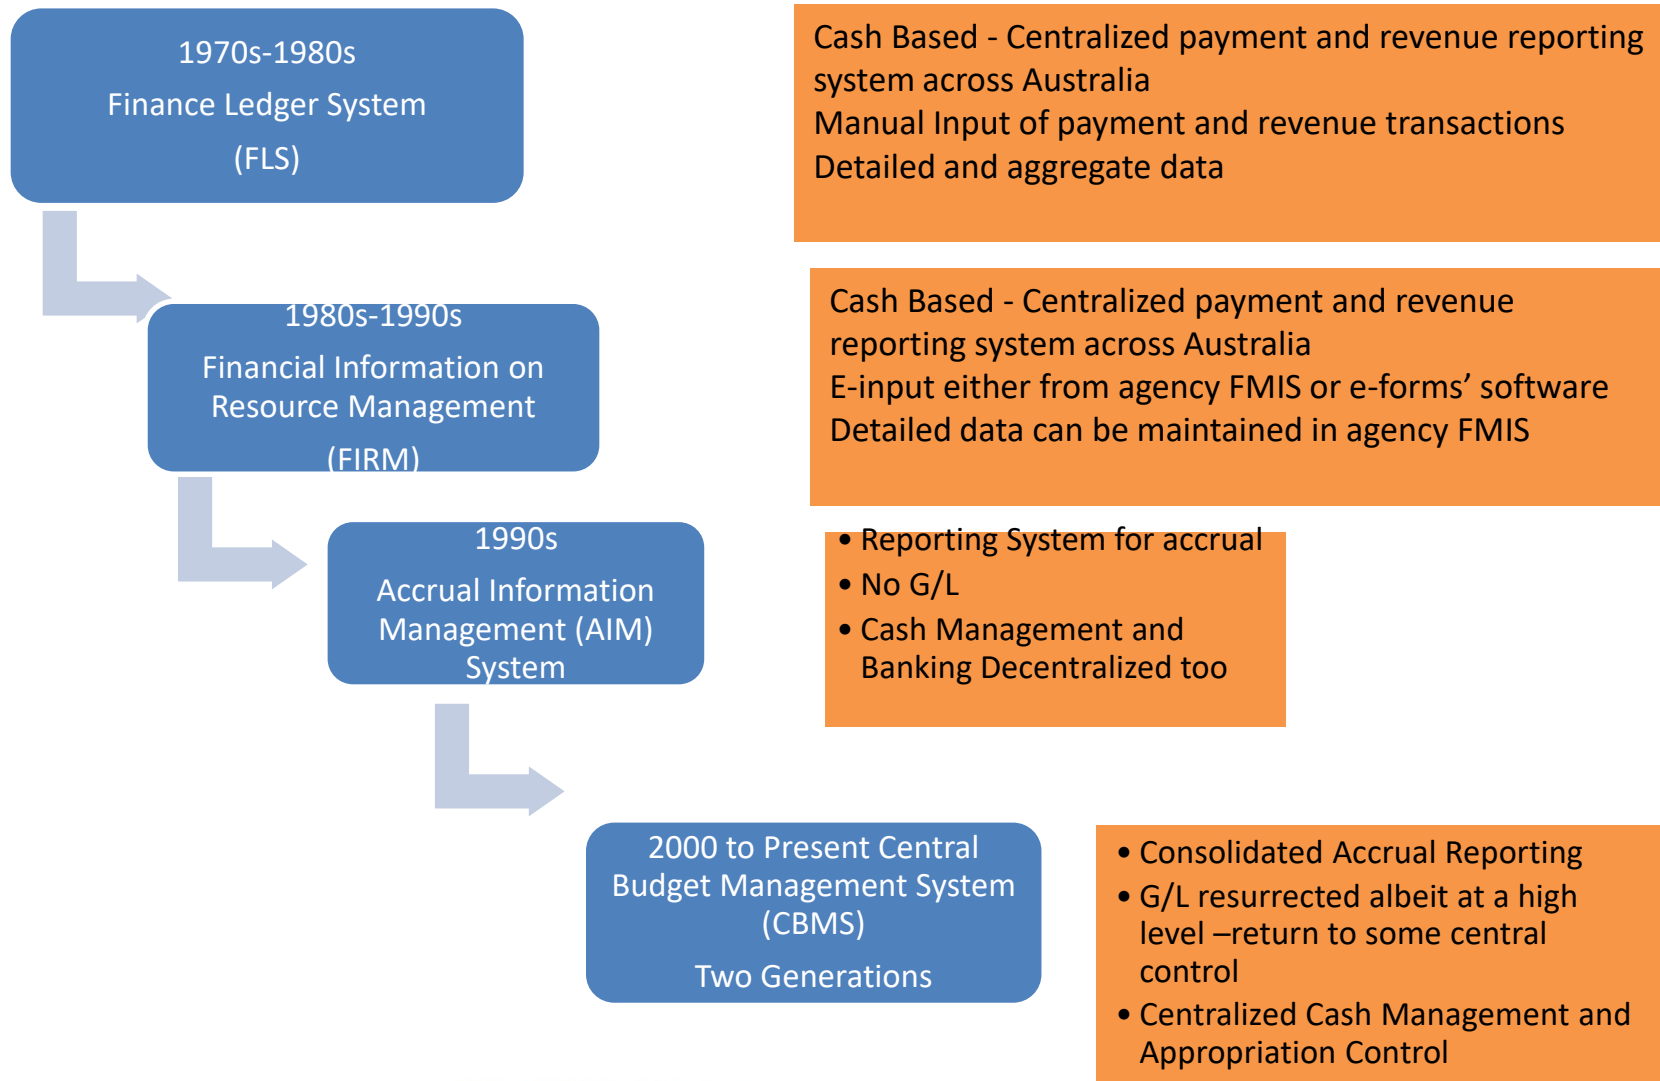 1970s-1980s
Finance Ledger System
(FLS)
Cash Based - Centralized payment and revenue reporting
system across Australia
Manual Input of payment and revenue transactions
Detailed and aggregate data
1980s-1990s
Financial Information on
Resource Management
(FIRM)
Cash Based - Centralized payment and revenue
reporting system across Australia
E-input either from agency FMIS or e-forms’ software
Detailed data can be maintained in agency FMIS
1990s
Accrual Information
Management (AIM)
System
• Reporting System for accrual
• No G/L
• Cash Management and
Banking Decentralized too
2000 to Present Central
Budget Management System
(CBMS)
Two Generations
• Consolidated Accrual Reporting
• G/L resurrected albeit at a high
level –return to some central
control
• Centralized Cash Management and
Appropriation Control